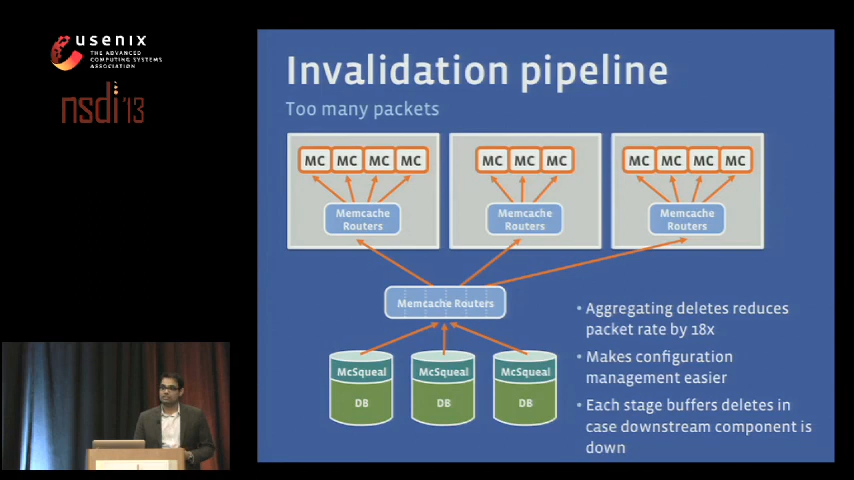 usenix
THE ADVANCED
COMPUTING SYSTEMS
ASSOCIATION
nsdi '13
Invalidation pipeline
Too many packets
MC MC MC MC
MC MC MC
MC MC MC MC
Memcache
Routers
Memcache
Routers
Memcache
Routers
Memcache Routers
McSqueal
DB
McSqueal
DB
McSqueal
DB
• Aggregating deletes reduces
packet rate by 18x
• Makes configuration
management easier
• Each stage buffers deletes in
case downstream component is
down